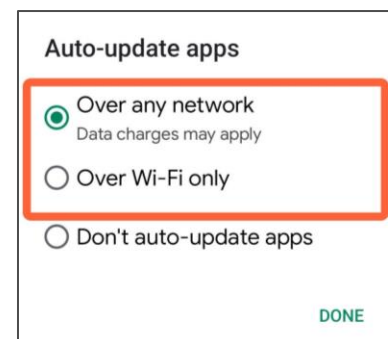 Auto-update apps
Over any network
Data charges may apply
Over Wi-Fi only
Don't auto-update apps
DONE